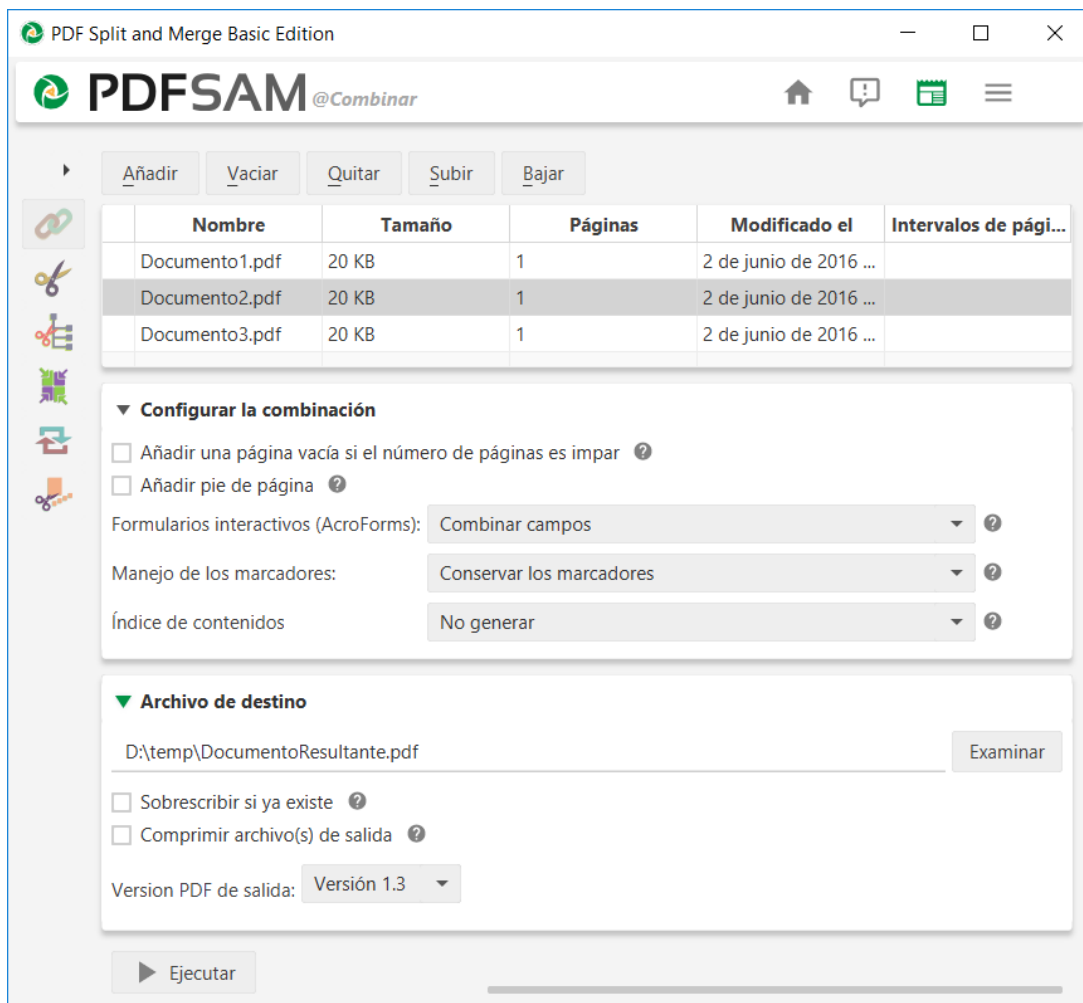 PDF Split and Merge Basic Edition
PDFSAM @Combinar
Añadir Vaciar Quitar Subir Bajar
Nombre Tamaño Páginas Modificado el Intervalos de pági...
Documento1.pdf 20 KB 1 2 de junio de 2016 ...
Documento2.pdf 20 KB 1 2 de junio de 2016 ...
Documento3.pdf 20 KB 1 2 de junio de 2016 ...
Configurar la combinación
Añadir una página vacía si el número de páginas es impar
Añadir pie de página
Formularios interactivos (AcroForms): Combinar campos
Manejo de los marcadores: Conservar los marcadores
Índice de contenidos No generar
Archivo de destino
D:\temp\DocumentoResultante.pdf Examinar
Sobrescribir si ya existe
Comprimir archivo(s) de salida
Version PDF de salida: Versión 1.3
Ejecutar